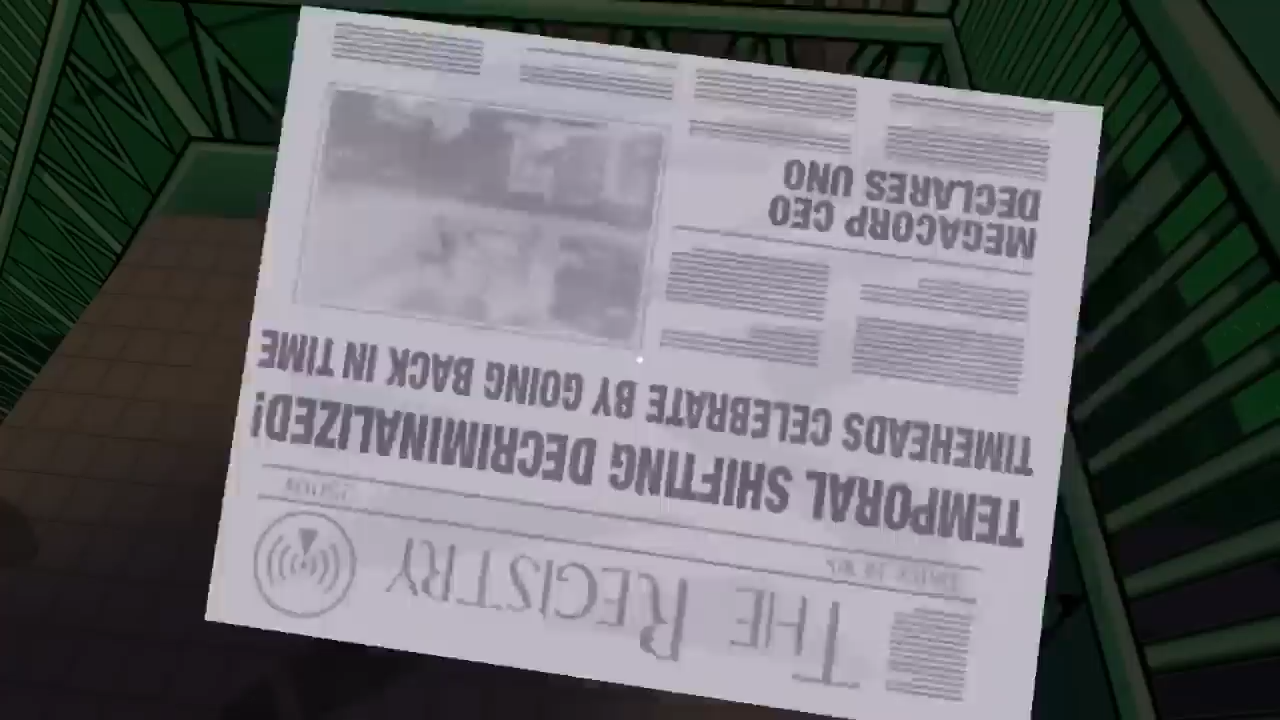 THE REGISTRY
TEMPORAL SHIFTING DECRIMINALIZED!
TIMEHEADS CELEBRATE BY GOING BACK IN TIME
MEGACORP CEO
DECLARES UNO